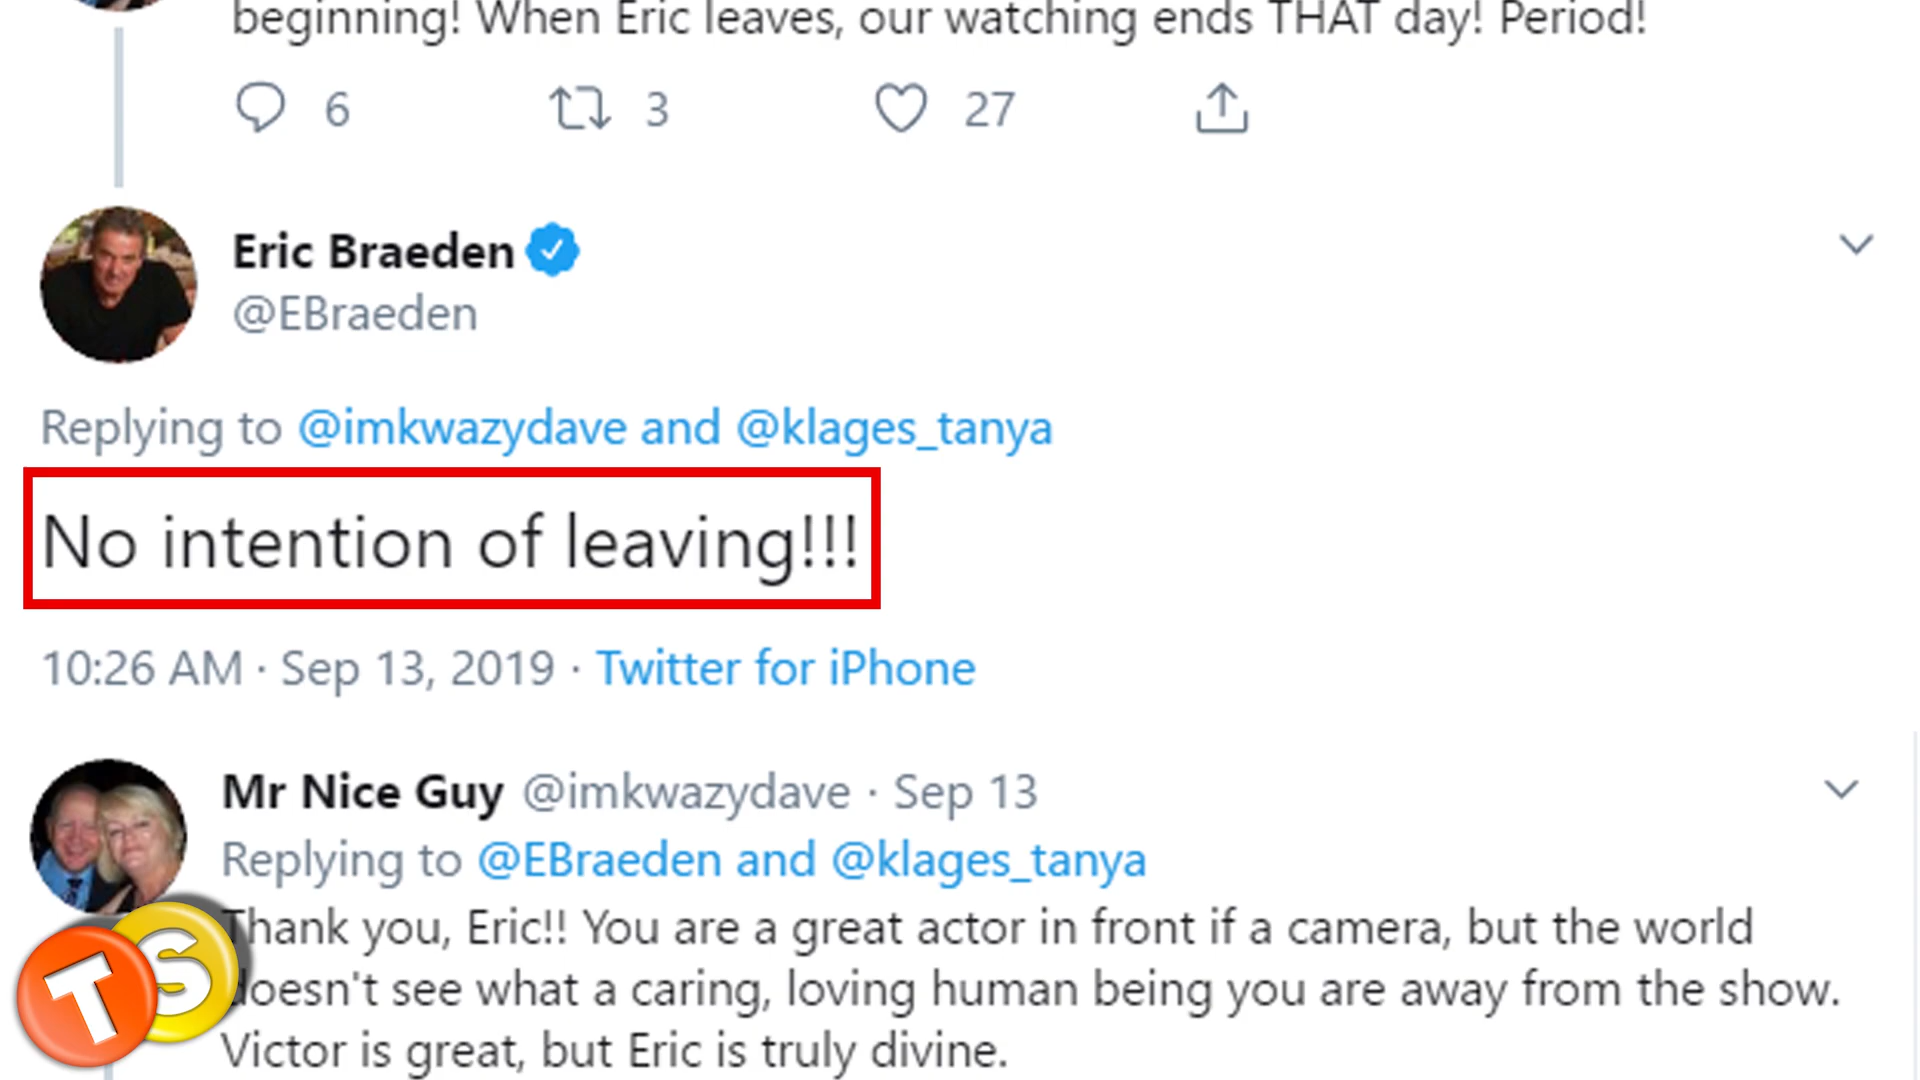 beginning! When Eric leaves, our watching ends THAT day! Period!
6 3 27
Eric Braeden
@EBraeden
Replying to @imkwazydave and @klages_tanya
No intention of leaving!!!
10:26 AM · Sep 13, 2019 · Twitter for iPhone
Mr Nice Guy @imkwazydave · Sep 13
Replying to @EBraeden and @klages_tanya
Thank you, Eric!! You are a great actor in front if a camera, but the world
doesn't see what a caring, loving human being you are away from the show.
Victor is great, but Eric is truly divine.
TS